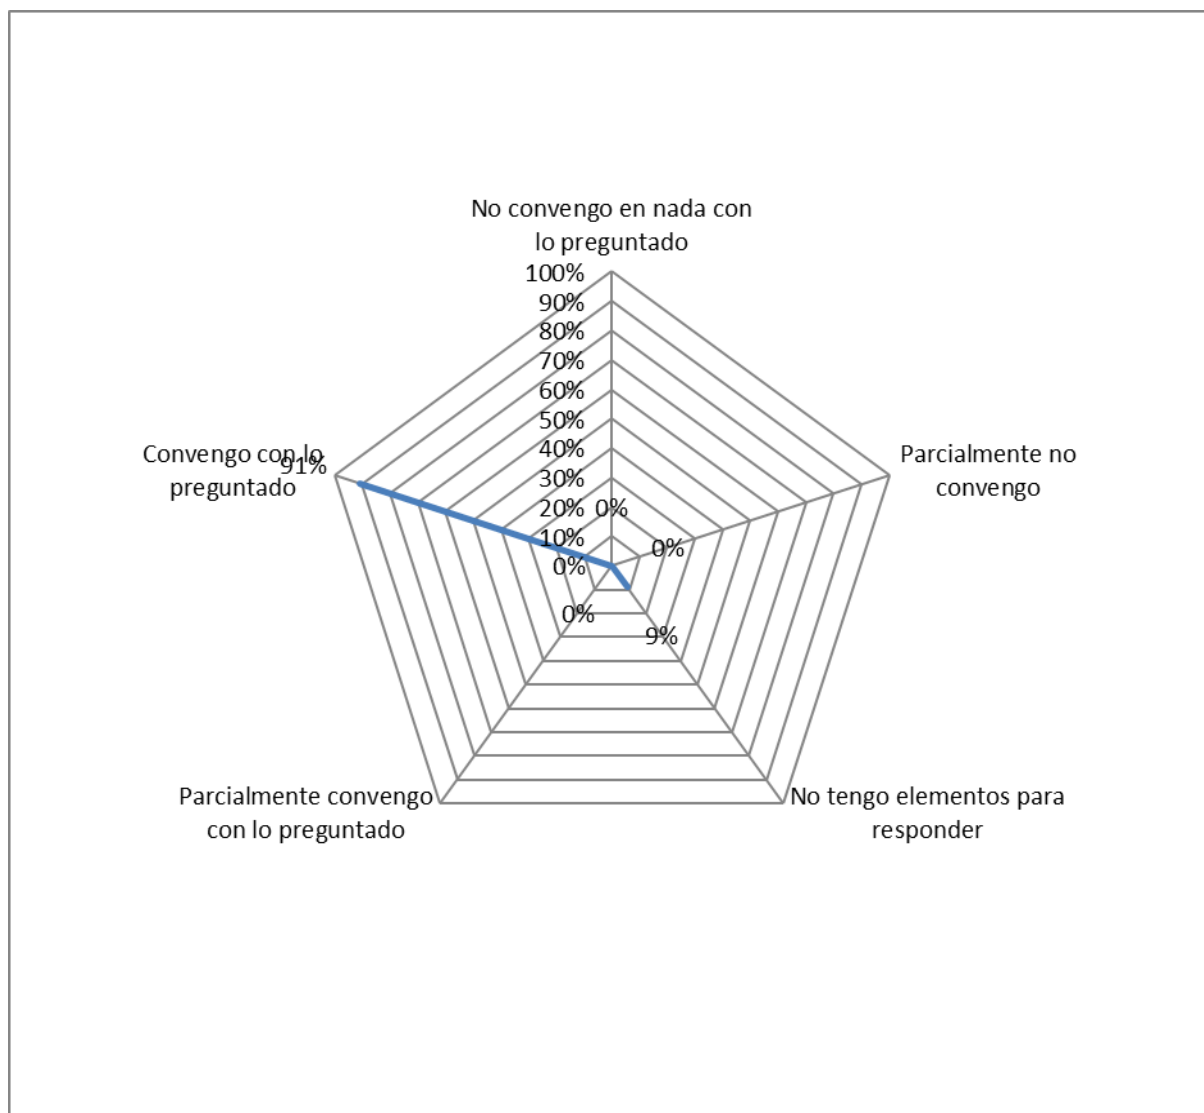 No convengo en nada con
lo preguntado
100%
90%
80%
70%
60%
50%
40%
30%
20%
10%
0%
0%
Parcialmente no
convengo
0%
No tengo elementos para
responder
9%
Parcialmente convengo
con lo preguntado
0%
Convengo con lo
preguntado
91%